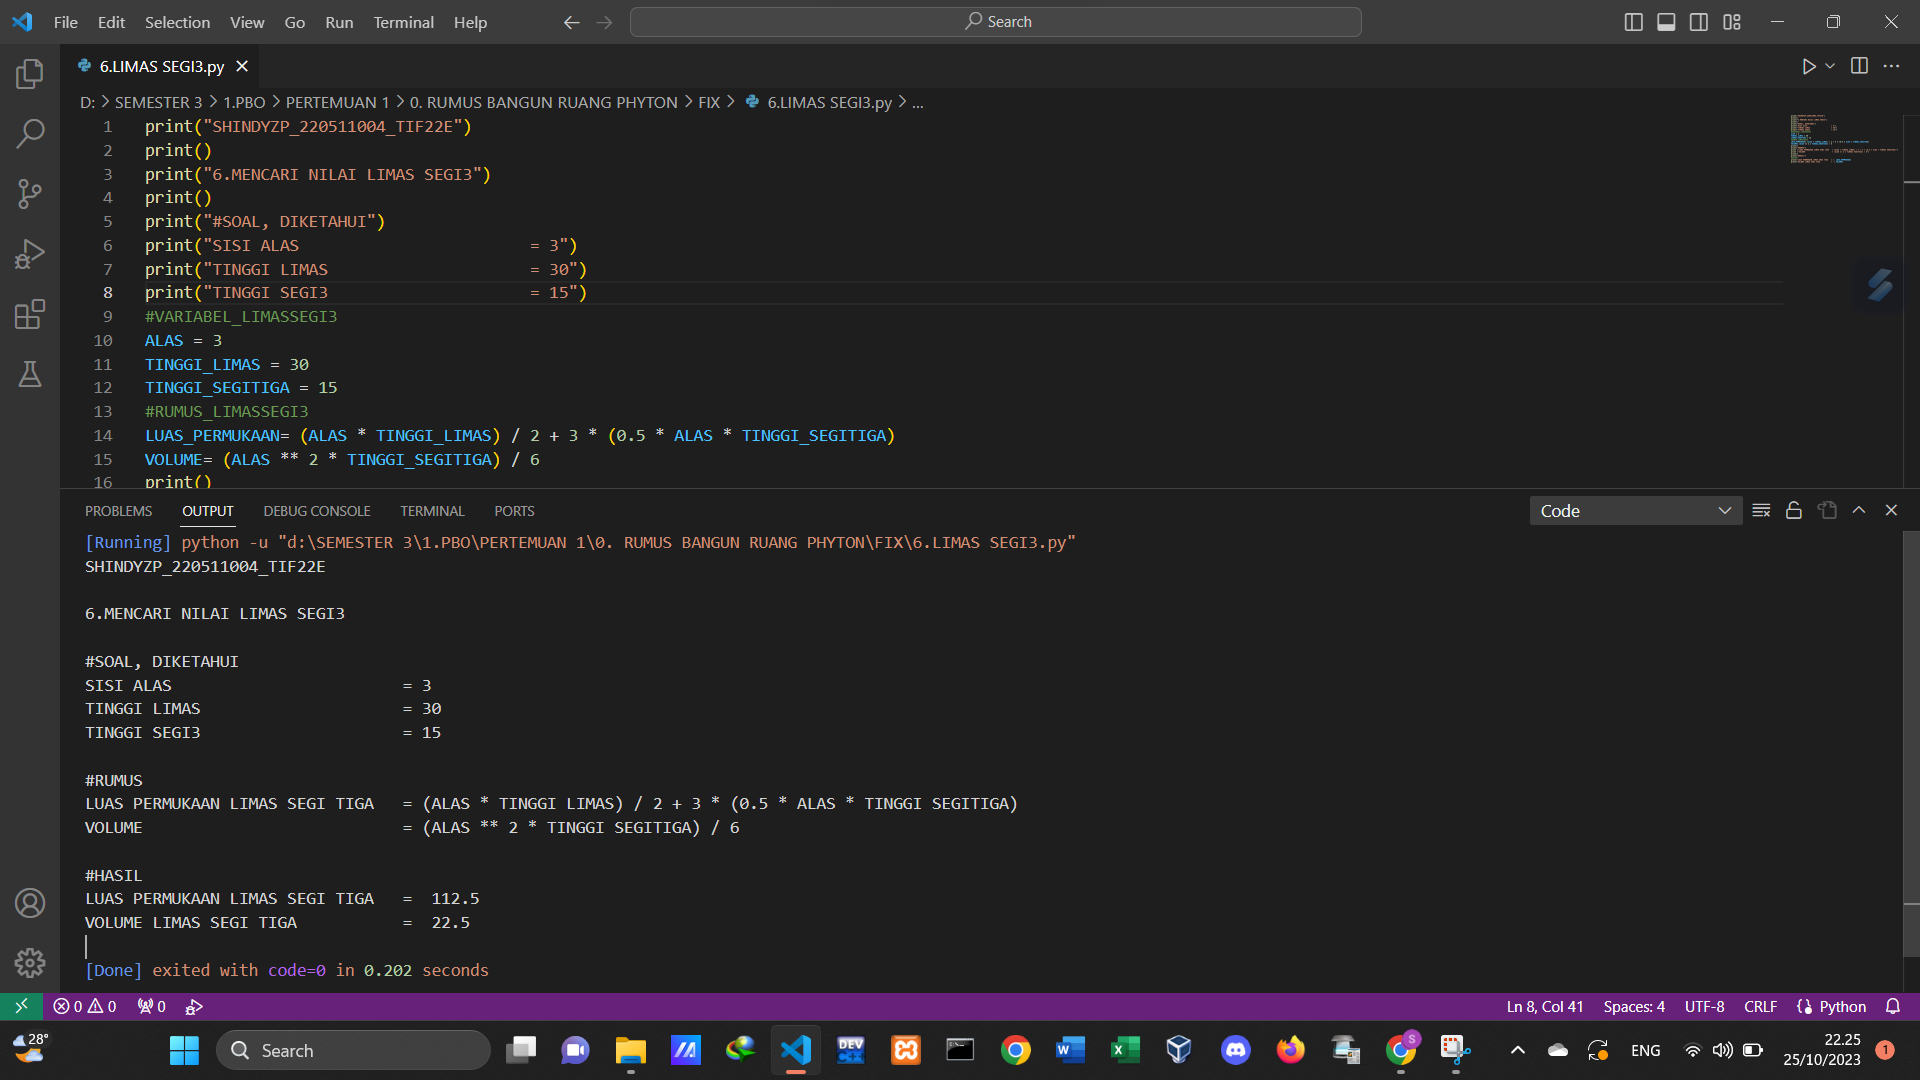 File Edit Selection View Go Run Terminal Help Search
6.LIMAS SEGI3.py
D: > SEMESTER 3 > 1.PBO > PERTEMUAN 1 > 0. RUMUS BANGUN RUANG PHYTON > FIX > 6.LIMAS SEGI3.py > ...
1 print("SHINDYZP_220511004_TIF22E")
2 print()
3 print("6.MENCARI NILAI LIMAS SEGI3")
4 print()
5 print("#SOAL, DIKETAHUI")
6 print("SISI ALAS                        = 3")
7 print("TINGGI LIMAS                     = 30")
8 print("TINGGI SEGI3                     = 15")
9 #VARIABEL_LIMASSEGI3
10 ALAS = 3
11 TINGGI_LIMAS = 30
12 TINGGI_SEGITIGA = 15
13 #RUMUS_LIMASSEGI3
14 LUAS_PERMUKAAN= (ALAS * TINGGI_LIMAS) / 2 + 3 * (0.5 * ALAS * TINGGI_SEGITIGA)
15 VOLUME= (ALAS ** 2 * TINGGI_SEGITIGA) / 6
16 print()
PROBLEMS OUTPUT DEBUG CONSOLE TERMINAL PORTS Code
[Running] python -u "d:\SEMESTER 3\1.PBO\PERTEMUAN 1\0. RUMUS BANGUN RUANG PHYTON\FIX\6.LIMAS SEGI3.py"
SHINDYZP_220511004_TIF22E
6.MENCARI NILAI LIMAS SEGI3
#SOAL, DIKETAHUI
SISI ALAS                        = 3
TINGGI LIMAS                     = 30
TINGGI SEGI3                     = 15
#RUMUS
LUAS PERMUKAAN LIMAS SEGI TIGA   = (ALAS * TINGGI LIMAS) / 2 + 3 * (0.5 * ALAS * TINGGI SEGITIGA)
VOLUME                           = (ALAS ** 2 * TINGGI SEGITIGA) / 6
#HASIL
LUAS PERMUKAAN LIMAS SEGI TIGA   =  112.5
VOLUME LIMAS SEGI TIGA           =  22.5
[Done] exited with code=0 in 0.202 seconds
0 0 0 Ln 8, Col 41 Spaces: 4 UTF-8 CRLF Python
28° Search DEV C++ W X S ENG 22.25 1
25/10/2023